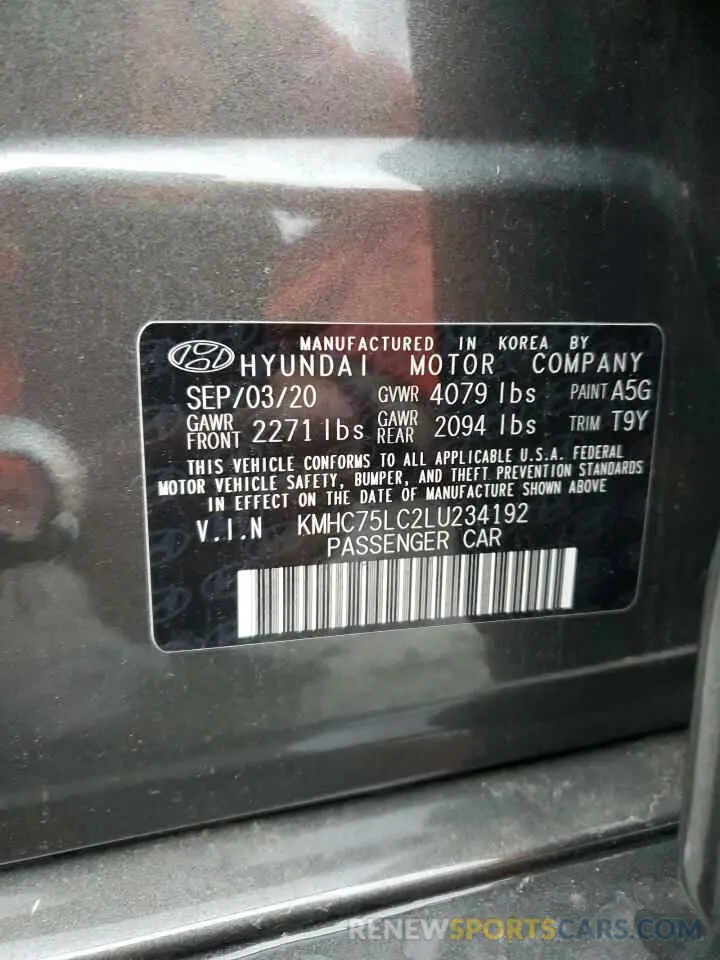 MANUFACTURED IN KOREA BY
HYUNDAI MOTOR COMPANY
SEP/03/20 GVWR 4079 lbs PAINT A5G
GAWR FRONT 2271 lbs GAWR REAR 2094 lbs TRIM T9Y
THIS VEHICLE CONFORMS TO ALL APPLICABLE U.S.A. FEDERAL
MOTOR VEHICLE SAFETY, BUMPER, AND THEFT PREVENTION STANDARDS
IN EFFECT ON THE DATE OF MANUFACTURE SHOWN ABOVE
V.I.N KMHC75LC2LU234192
PASSENGER CAR
RENEWSPORTSCARS.COM